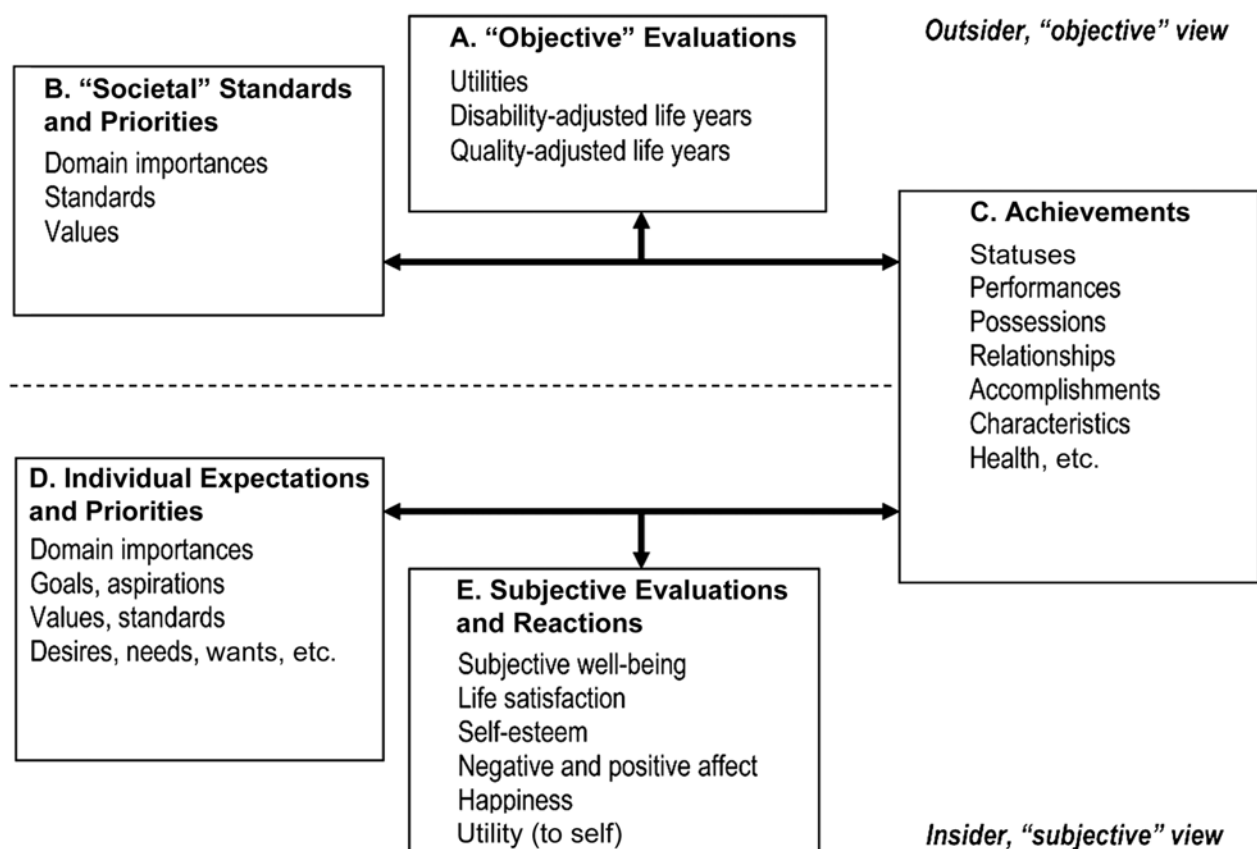 A. “Objective” Evaluations
Utilities
Disability-adjusted life years
Quality-adjusted life years
Outsider, “objective” view
B. “Societal” Standards
and Priorities
Domain importances
Standards
Values
C. Achievements
Statuses
Performances
Possessions
Relationships
Accomplishments
Characteristics
Health, etc.
D. Individual Expectations
and Priorities
Domain importances
Goals, aspirations
Values, standards
Desires, needs, wants, etc.
E. Subjective Evaluations
and Reactions
Subjective well-being
Life satisfaction
Self-esteem
Negative and positive affect
Happiness
Utility (to self)
Insider, “subjective” view